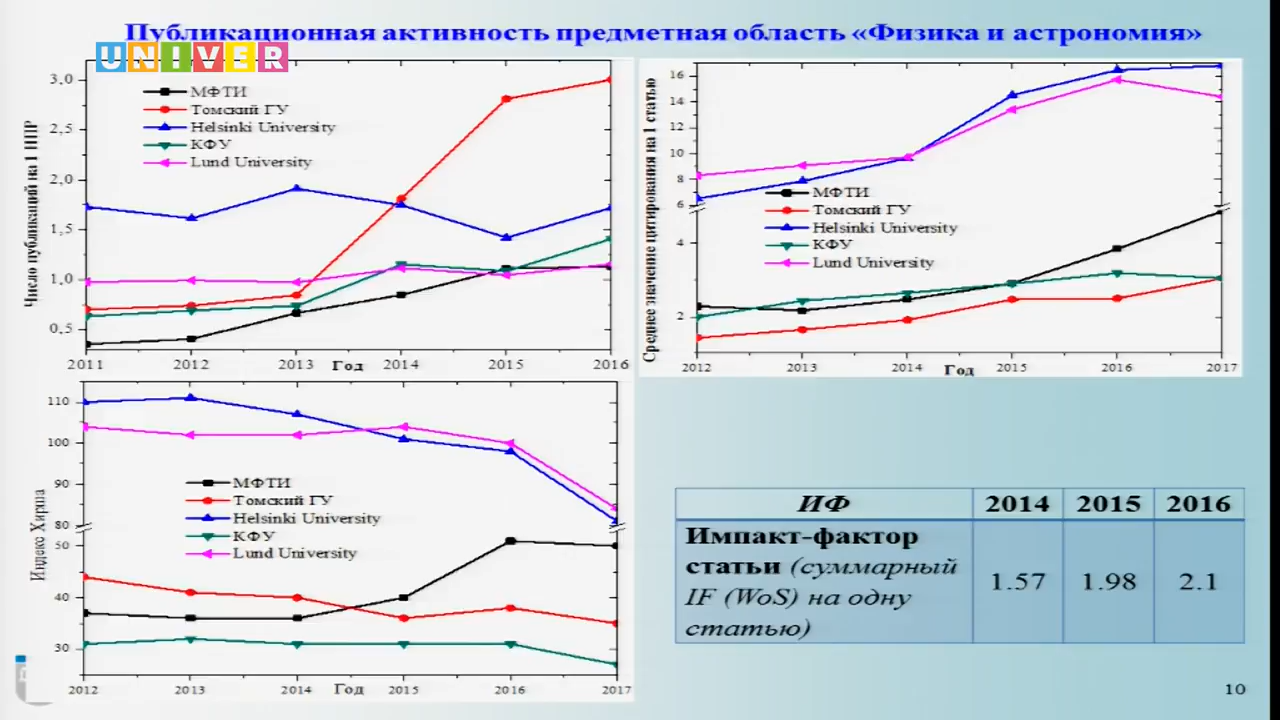 Публикационная активность предметная область «Физика и астрономия»
UNIVER
Число публикаций на 1 НПР
3,0
2,5
2,0
1,5
1,0
0,5
МФТИ
Томский ГУ
Helsinki University
КФУ
Lund University
2011 2012 2013 Год 2014 2015 2016
Среднее значение цитирования на 1 статью
16
14
12
10
8
6
4
2
МФТИ
Томский ГУ
Helsinki University
КФУ
Lund University
2012 2013 2014 Год 2015 2016 2017
Индекс Хирша
110
100
90
80
50
40
30
МФТИ
Томский ГУ
Helsinki University
КФУ
Lund University
2012 2013 2014 Год 2015 2016 2017
ИФ 2014 2015 2016
Импакт-фактор
статьи (суммарный
IF (WoS) на одну
статью)
1.57 1.98 2.1
10